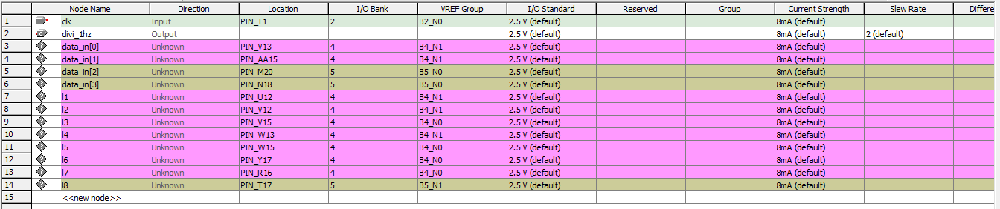 Node Name Direction Location I/O Bank VREF Group I/O Standard Reserved Group Current Strength Slew Rate Differe
1 clk Input PIN_T1 2 B2_N0 2.5 V (default) 8mA (default)
2 divi_1hz Output 2.5 V (default) 8mA (default) 2 (default)
3 data_in[0] Unknown PIN_V13 4 B4_N1 2.5 V (default) 8mA (default)
4 data_in[1] Unknown PIN_AA15 4 B4_N1 2.5 V (default) 8mA (default)
5 data_in[2] Unknown PIN_M20 5 B5_N0 2.5 V (default) 8mA (default)
6 data_in[3] Unknown PIN_N18 5 B5_N0 2.5 V (default) 8mA (default)
7 l1 Unknown PIN_U12 4 B4_N1 2.5 V (default) 8mA (default)
8 l2 Unknown PIN_V12 4 B4_N1 2.5 V (default) 8mA (default)
9 l3 Unknown PIN_V15 4 B4_N0 2.5 V (default) 8mA (default)
10 l4 Unknown PIN_W13 4 B4_N1 2.5 V (default) 8mA (default)
11 l5 Unknown PIN_W15 4 B4_N0 2.5 V (default) 8mA (default)
12 l6 Unknown PIN_Y17 4 B4_N0 2.5 V (default) 8mA (default)
13 l7 Unknown PIN_R16 4 B4_N0 2.5 V (default) 8mA (default)
14 l8 Unknown PIN_T17 5 B5_N1 2.5 V (default) 8mA (default)
15 <<new node>>